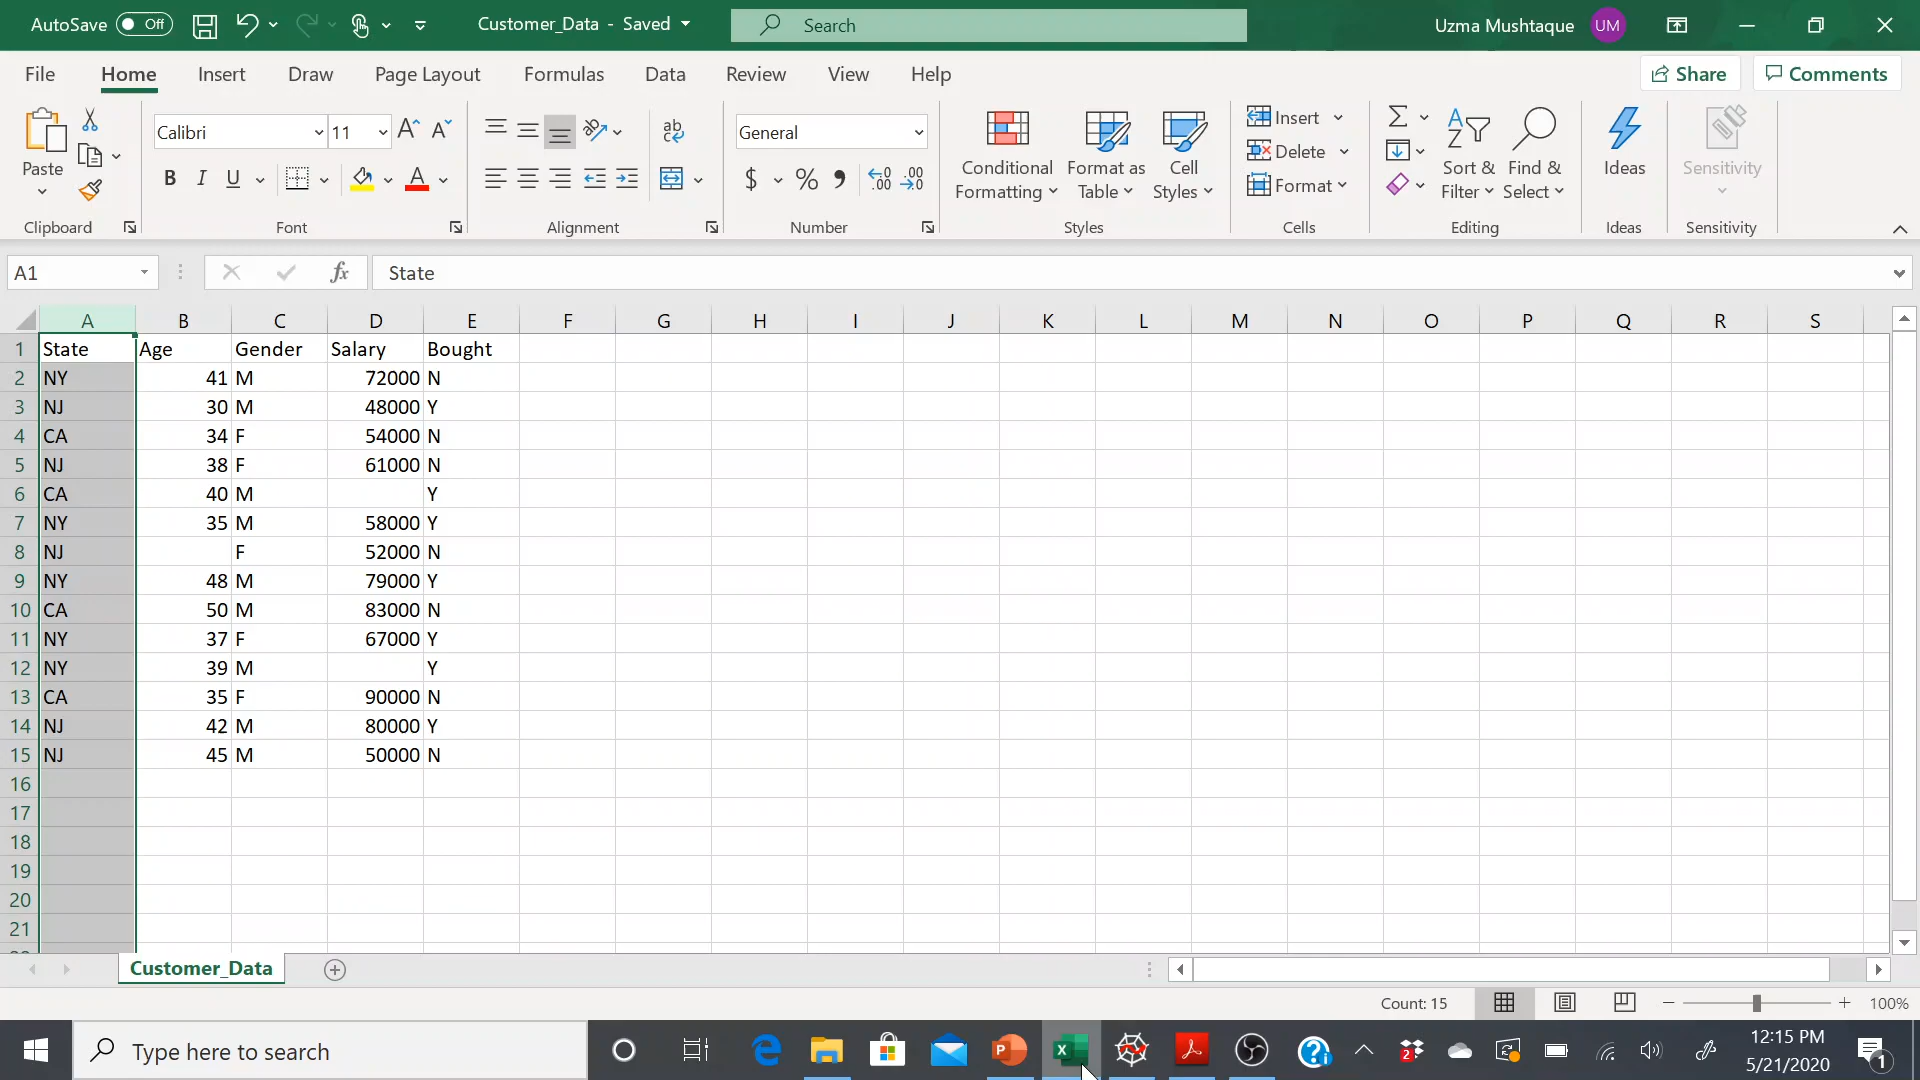 AutoSave Off Customer_Data - Saved Search Uzma Mushtaque UM
File Home Insert Draw Page Layout Formulas Data Review View Help Share Comments
Paste Calibri 11 General Conditional Formatting Format as Table Cell Styles Insert Delete Format Sort & Filter Find & Select Ideas Sensitivity
Clipboard Font Alignment Number Styles Cells Editing Ideas Sensitivity
A1 fx State
A B C D E F G H I J K L M N O P Q R S
1 State Age Gender Salary Bought
2 NY 41 M 72000 N
3 NJ 30 M 48000 Y
4 CA 34 F 54000 N
5 NJ 38 F 61000 N
6 CA 40 M Y
7 NY 35 M 58000 Y
8 NJ F 52000 N
9 NY 48 M 79000 Y
10 CA 50 M 83000 N
11 NY 37 F 67000 Y
12 NY 39 M Y
13 CA 35 F 90000 N
14 NJ 42 M 80000 Y
15 NJ 45 M 50000 N
16
17
18
19
20
21
Customer_Data
Count: 15 100%
Type here to search 12:15 PM
5/21/2020